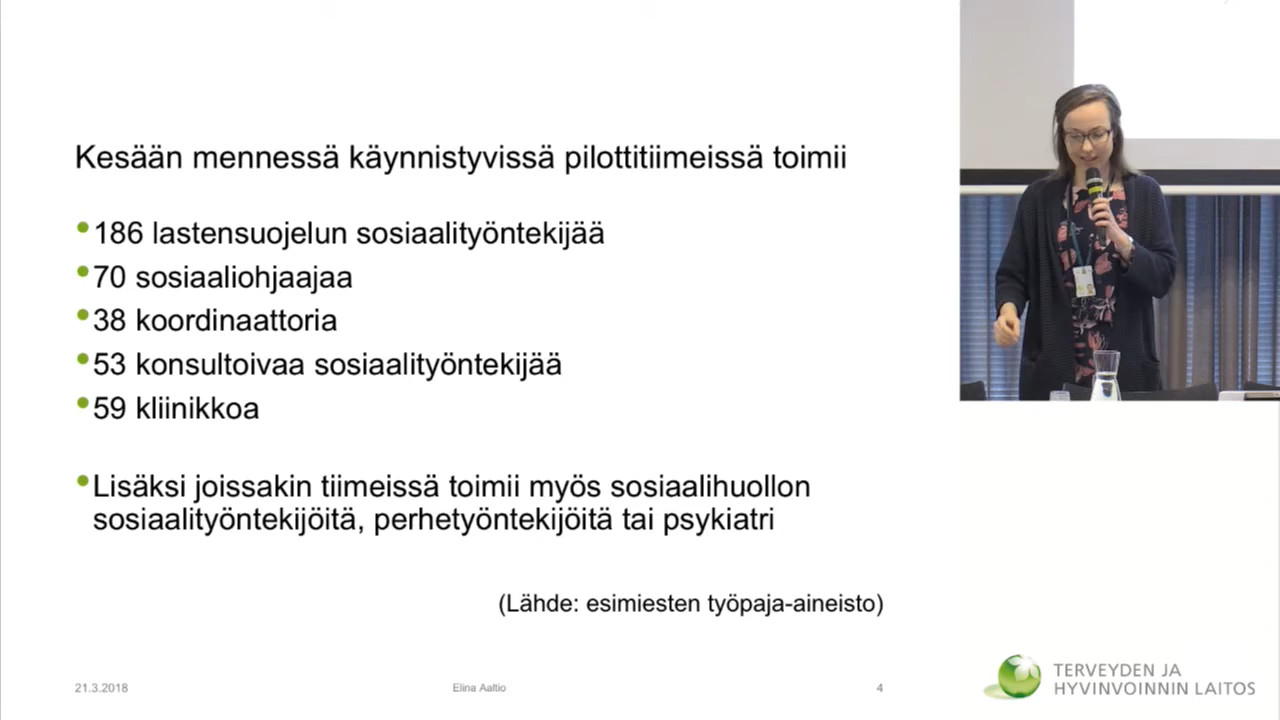 Kesään mennessä käynnistyvissä pilottitiimeissä toimii
186 lastensuojelun sosiaalityöntekijää
70 sosiaaliohjaajaa
38 koordinaattoria
53 konsultoivaa sosiaalityöntekijää
59 kliinikkoa
Lisäksi joissakin tiimeissä toimii myös sosiaalihuollon
sosiaalityöntekijöitä, perhetyöntekijöitä tai psykiatri
(Lähde: esimiesten työpaja-aineisto)
21.3.2018
Elina Aaltio
4
TERVEYDEN JA
HYVINVOINNIN LAITOS